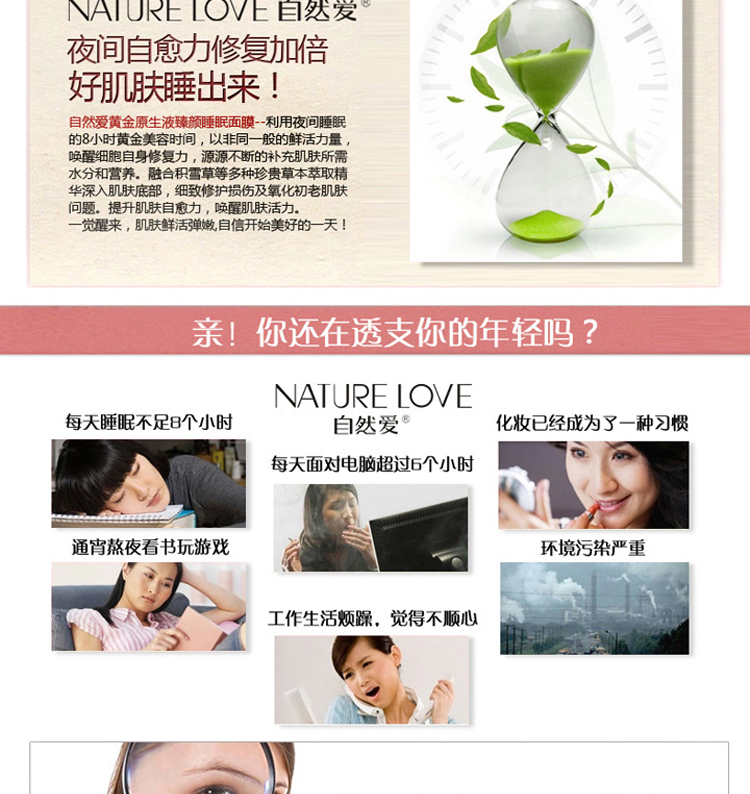 NATURE LOVE 自然爱®
夜间自愈力修复加倍
好肌肤睡出来！
自然爱黄金原生液臻颜睡眠面膜--利用夜间睡眠
的8小时黄金美容时间，以非同一般的鲜活力量，
唤醒细胞自身修复力，源源不断的补充肌肤所需
水分和营养。融合积雪草等多种珍贵草本萃取精
华深入肌肤底部，细致修护损伤及氧化初老肌肤
问题。提升肌肤自愈力，唤醒肌肤活力。
一觉醒来，肌肤鲜活弹嫩,自信开始美好的一天！
亲！你还在透支你的年轻吗？
NATURE LOVE
自然爱®
每天睡眠不足8个小时
化妆已经成为了一种习惯
每天面对电脑超过6个小时
通宵熬夜看书玩游戏
环境污染严重
工作生活烦躁，觉得不顺心